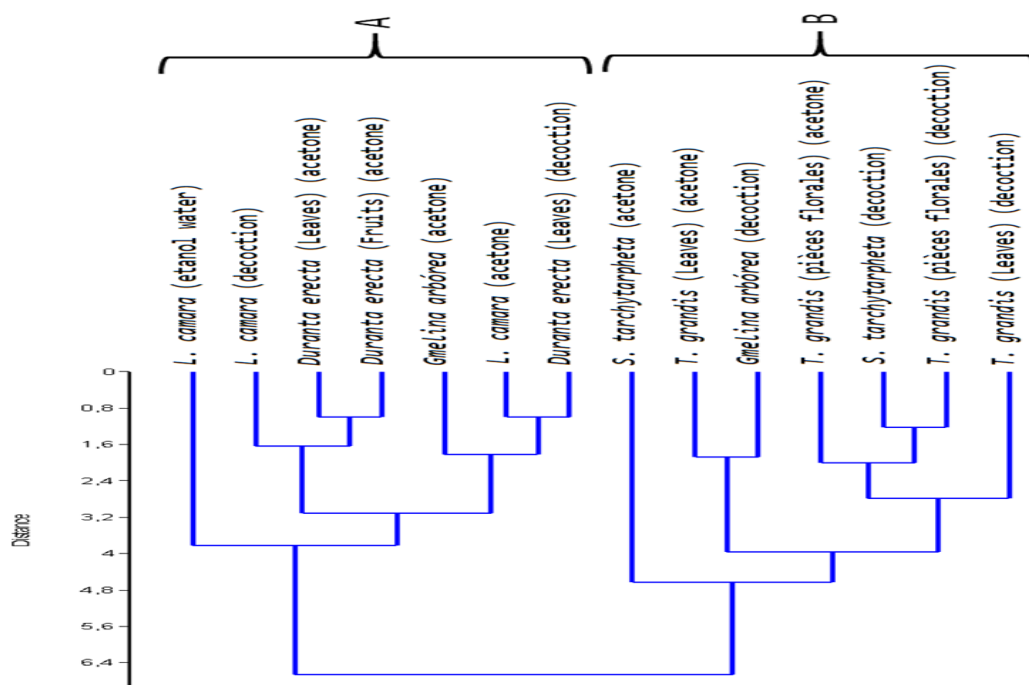 A
B
L. camara (etanol water)
L. camara (decoction)
Duranta erecta (Leaves) (acetone)
Duranta erecta (Fruits) (acetone)
Gmelina arbórea (acetone)
L. camara (acetone)
Duranta erecta (Leaves) (decoction)
S. tarchytarpheta (acetone)
T. grandis (Leaves) (acetone)
Gmelina arbórea (decoction)
T. grandis (pièces florales) (acetone)
S. tarchytarpheta (decoction)
T. grandis (pièces florales) (decoction)
T. grandis (Leaves) (decoction)
0
0,8
1,6
2,4
3,2
4
4,8
5,6
6,4
Distance